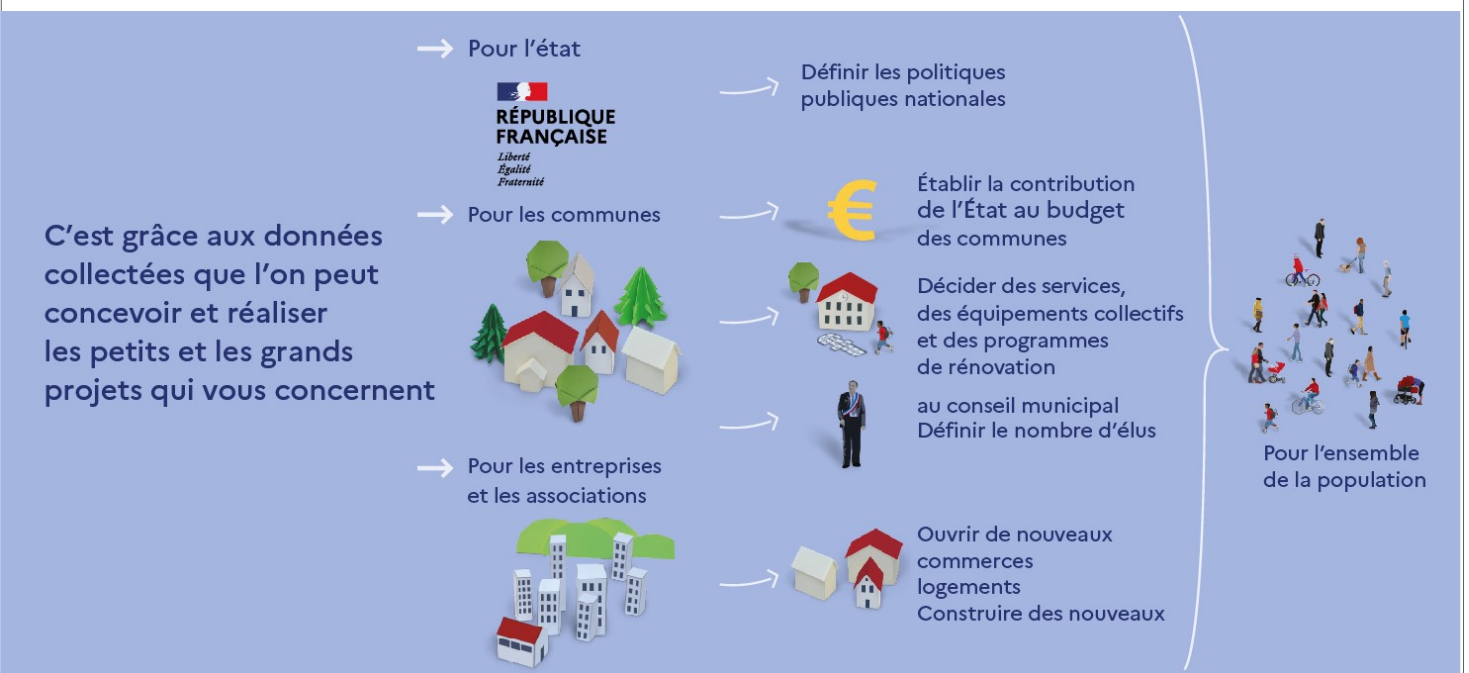 C'est grâce aux données
collectées que l'on peut
concevoir et réaliser
les petits et les grands
projets qui vous concernent
Pour l'état
RÉPUBLIQUE
FRANÇAISE
Liberté
Égalité
Fraternité
Définir les politiques
publiques nationales
Pour les communes
Établir la contribution
de l'État au budget
des communes
Décider des services,
des équipements collectifs
et des programmes
de rénovation
au conseil municipal
Définir le nombre d'élus
Pour les entreprises
et les associations
Ouvrir de nouveaux
commerces
logements
Construire des nouveaux
Pour l'ensemble
de la population